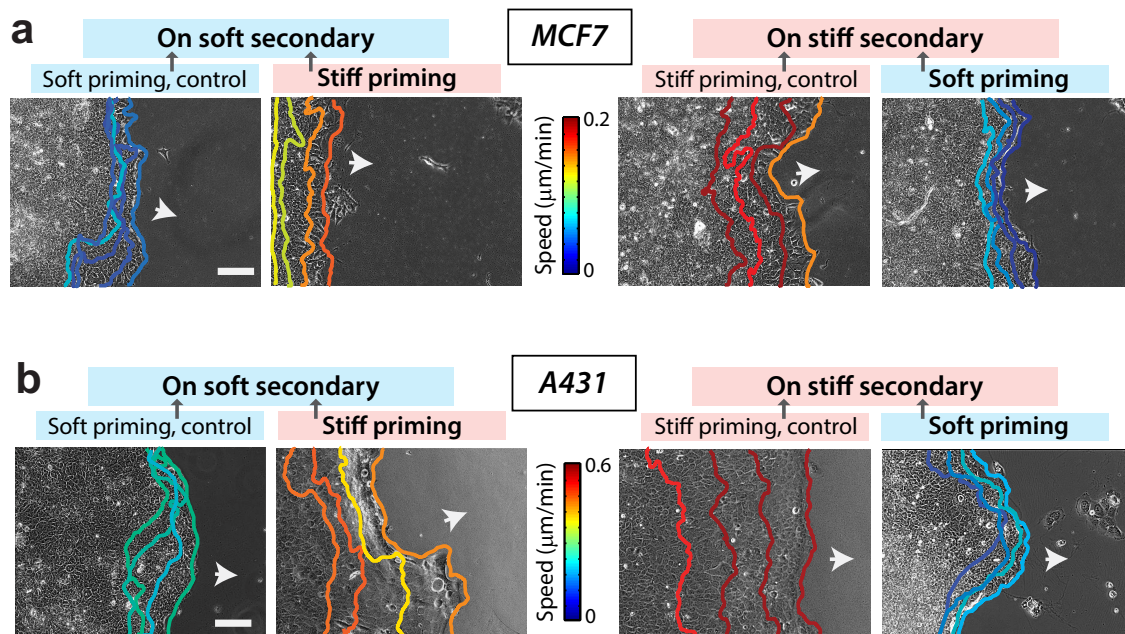 a
On soft secondary
MCF7
On stiff secondary
Soft priming, control
Stiff priming
Stiff priming, control
Soft priming
Speed (μm/min)
0.2
0
b
On soft secondary
A431
On stiff secondary
Soft priming, control
Stiff priming
Stiff priming, control
Soft priming
Speed (μm/min)
0.6
0